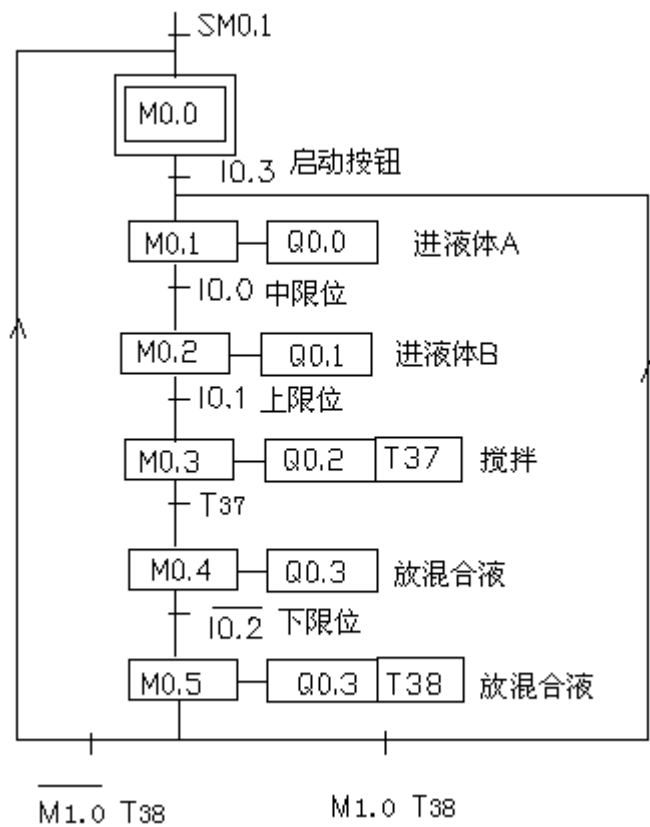 SM0.1
M0.0
I0.3 启动按钮
M0.1 Q0.0 进液体A
I0.0 中限位
M0.2 Q0.1 进液体B
I0.1 上限位
M0.3 Q0.2 T37 搅拌
T37
M0.4 Q0.3 放混合液
I̅0̅.̅2̅ 下限位
M0.5 Q0.3 T38 放混合液
M̅1̅.̅0̅ T38 M1.0 T38